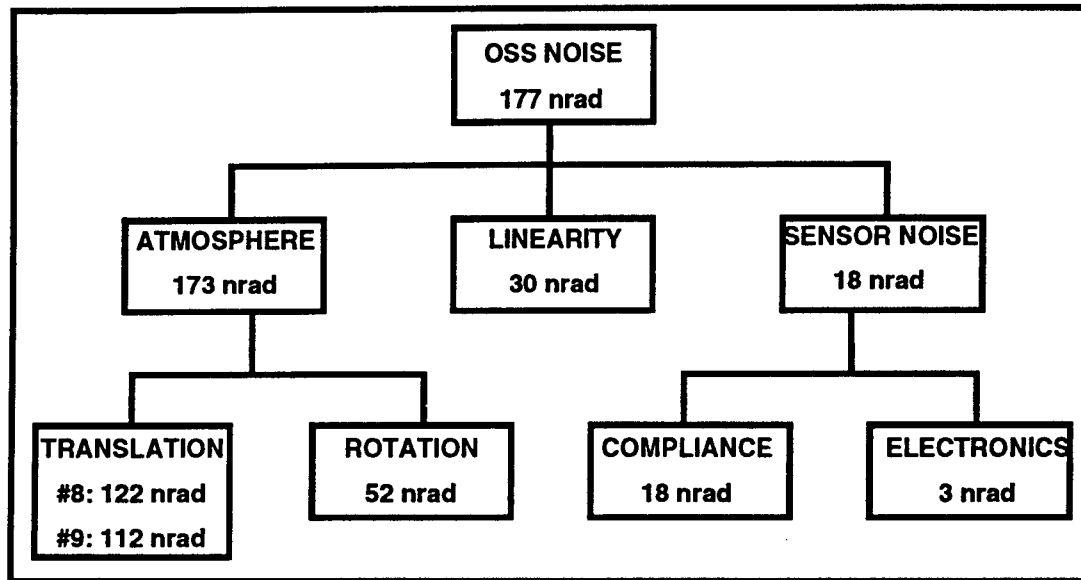 OSS NOISE
177 nrad
ATMOSPHERE
173 nrad
LINEARITY
30 nrad
SENSOR NOISE
18 nrad
TRANSLATION
#8: 122 nrad
#9: 112 nrad
ROTATION
52 nrad
COMPLIANCE
18 nrad
ELECTRONICS
3 nrad